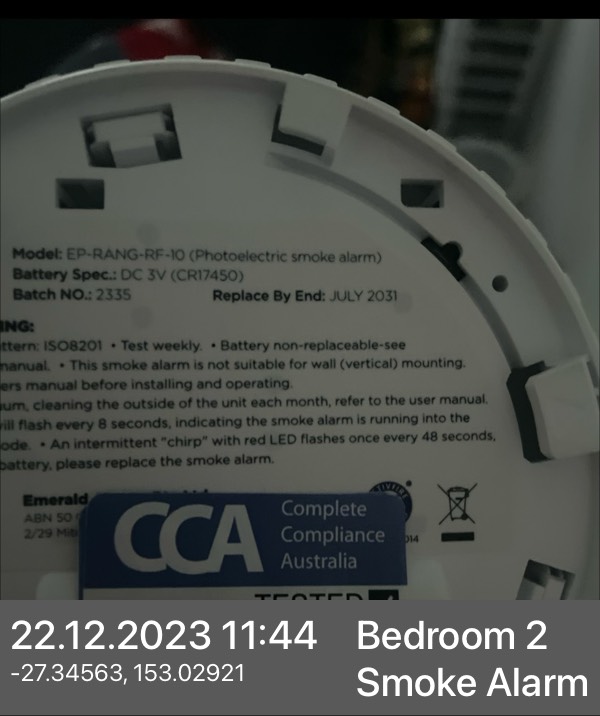 Model: EP-RANG-RF-10 (Photoelectric smoke alarm)
Battery Spec.: DC 3V (CR17450)
Batch NO.: 2335 Replace By End: JULY 2031
ING:
ttern: ISO8201 • Test weekly. • Battery non-replaceable-see
manual. • This smoke alarm is not suitable for wall (vertical) mounting.
ers manual before installing and operating.
um, cleaning the outside of the unit each month, refer to the user manual.
ill flash every 8 seconds, indicating the smoke alarm is running into the
ode. • An intermittent "chirp" with red LED flashes once every 48 seconds,
battery, please replace the smoke alarm.
Emerald
ABN 50
2/29
014
CCA Complete
Compliance
Australia
TESTED
22.12.2023 11:44 Bedroom 2
-27.34563, 153.02921 Smoke Alarm